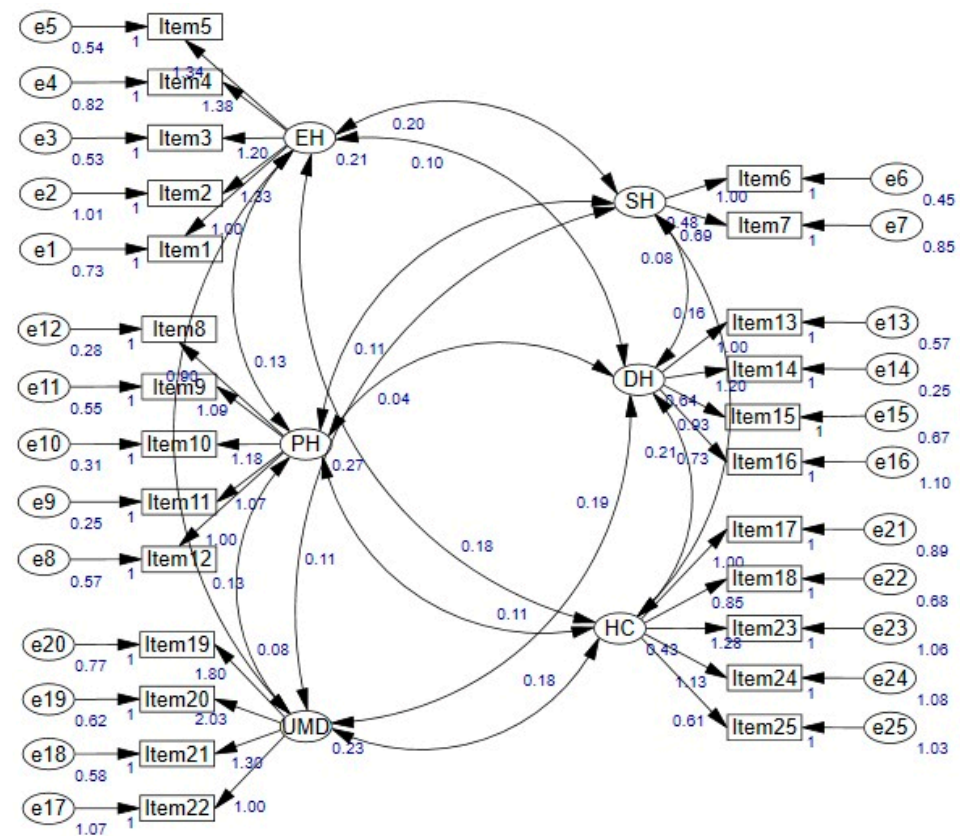 e5 0.54 1 Item5
e4 0.82 1 Item4 1.34
1.38
e3 0.53 1 Item3 1.20
e2 1.01 1 Item2 1.33
e1 0.73 1 Item1 1.00
EH 0.21
0.20
0.10
SH 0.48
1.00 Item6 1 e6 0.45
0.69 Item7 1 e7 0.85
0.08
0.16
e12 0.28 1 Item8 0.90
e11 0.55 1 Item9 1.09
e10 0.31 1 Item10 1.18
e9 0.25 1 Item11 1.07
e8 0.57 1 Item12 1.00
PH 0.27
0.13
0.11
0.04
DH 0.64
1.00 Item13 1 e13 0.57
1.20 Item14 1 e14 0.25
0.93 Item15 1 e15 0.67
0.73 Item16 1 e16 1.10
0.21
0.19
0.18
0.11
0.13
0.11
0.08
0.18
e20 0.77 1 Item19 1.80
e19 0.62 1 Item20 2.03
e18 0.58 1 Item21 1.30
e17 1.07 1 Item22 1.00
UMD 0.23
HC 0.43
1.00 Item17 1 e21 0.89
0.85 Item18 1 e22 0.68
1.28 Item23 1 e23 1.06
1.13 Item24 1 e24 1.08
0.61 Item25 1 e25 1.03